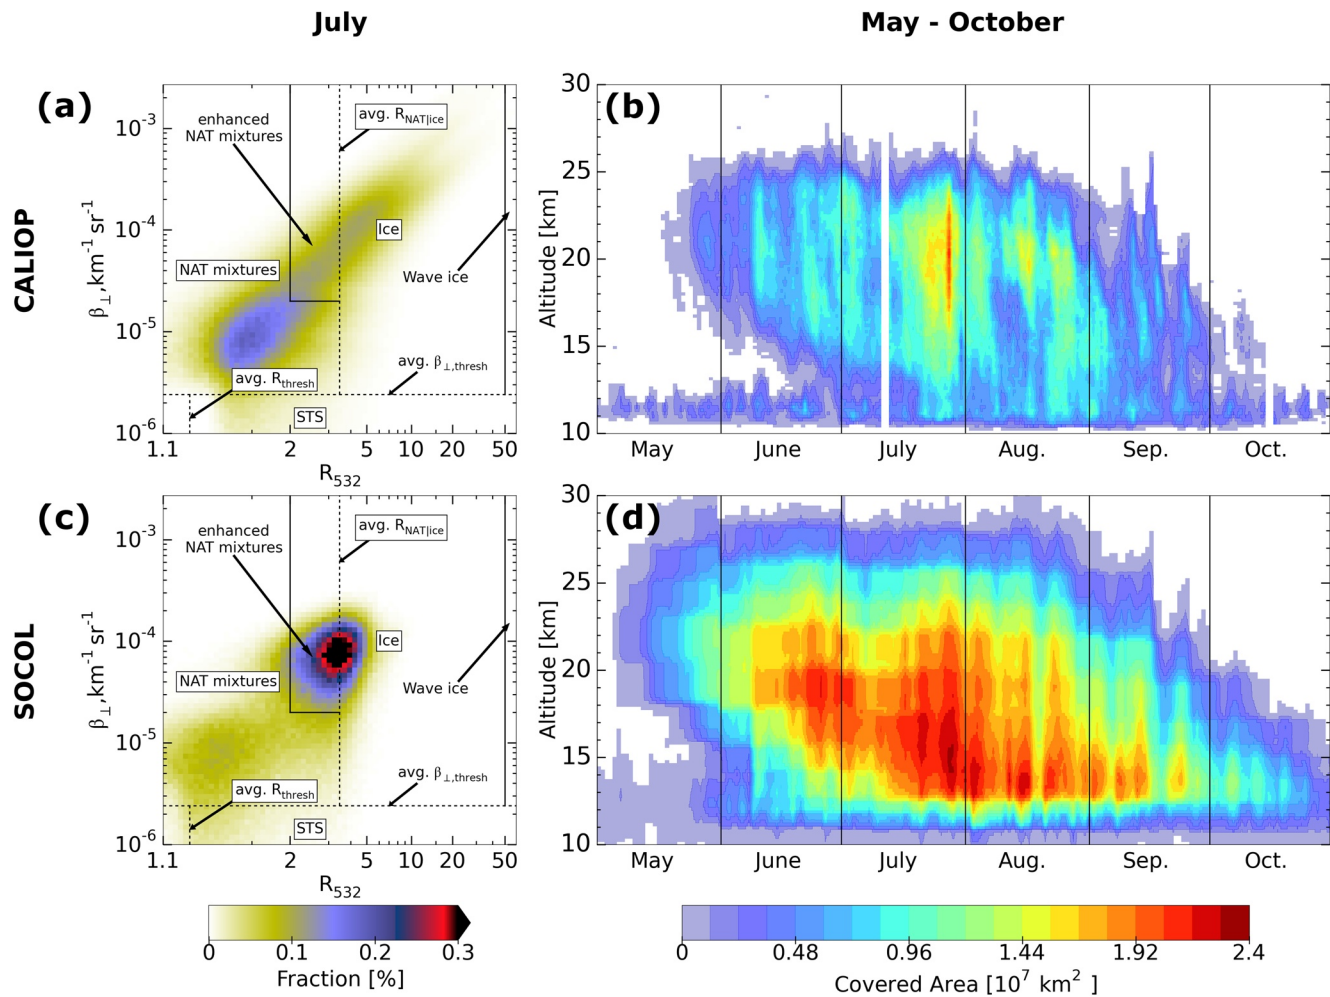 July
May - October
CALIOP
(a)
enhanced
NAT mixtures
avg. R_NAT|ice
Ice
NAT mixtures
Wave ice
avg. R_thresh
avg. β⊥,thresh
STS
β⊥,km⁻¹ sr⁻¹
10⁻³
10⁻⁴
10⁻⁵
10⁻⁶
1.1 2 5 10 20 50
R₅₃₂
(b)
Altitude [km]
30
25
20
15
10
May June July Aug. Sep. Oct.
SOCOL
(c)
enhanced
NAT mixtures
avg. R_NAT|ice
Ice
NAT mixtures
Wave ice
avg. R_thresh
avg. β⊥,thresh
STS
β⊥,km⁻¹ sr⁻¹
10⁻³
10⁻⁴
10⁻⁵
10⁻⁶
1.1 2 5 10 20 50
R₅₃₂
(d)
Altitude [km]
30
25
20
15
10
May June July Aug. Sep. Oct.
0 0.1 0.2 0.3
Fraction [%]
0 0.48 0.96 1.44 1.92 2.4
Covered Area [10⁷ km² ]